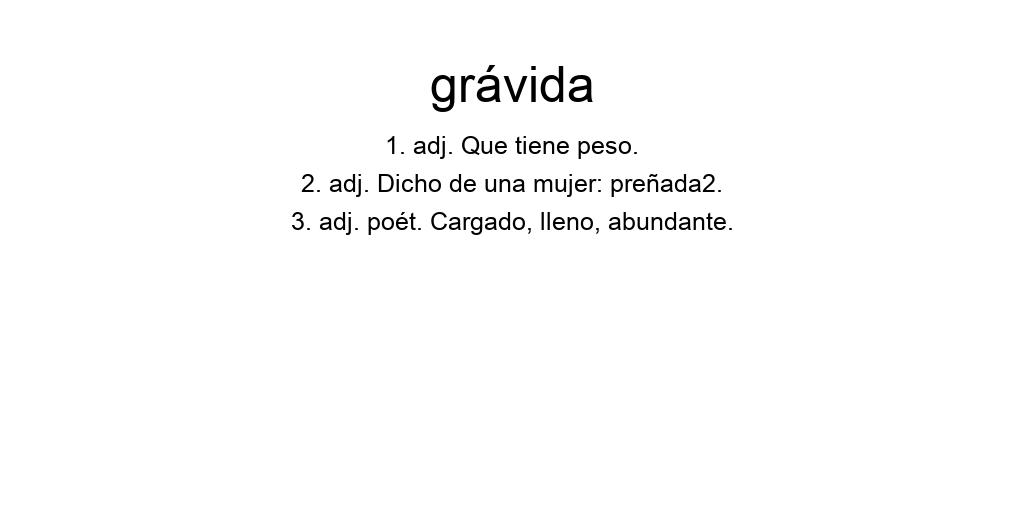 grávida
1. adj. Que tiene peso.
2. adj. Dicho de una mujer: preñada2.
3. adj. poét. Cargado, lleno, abundante.